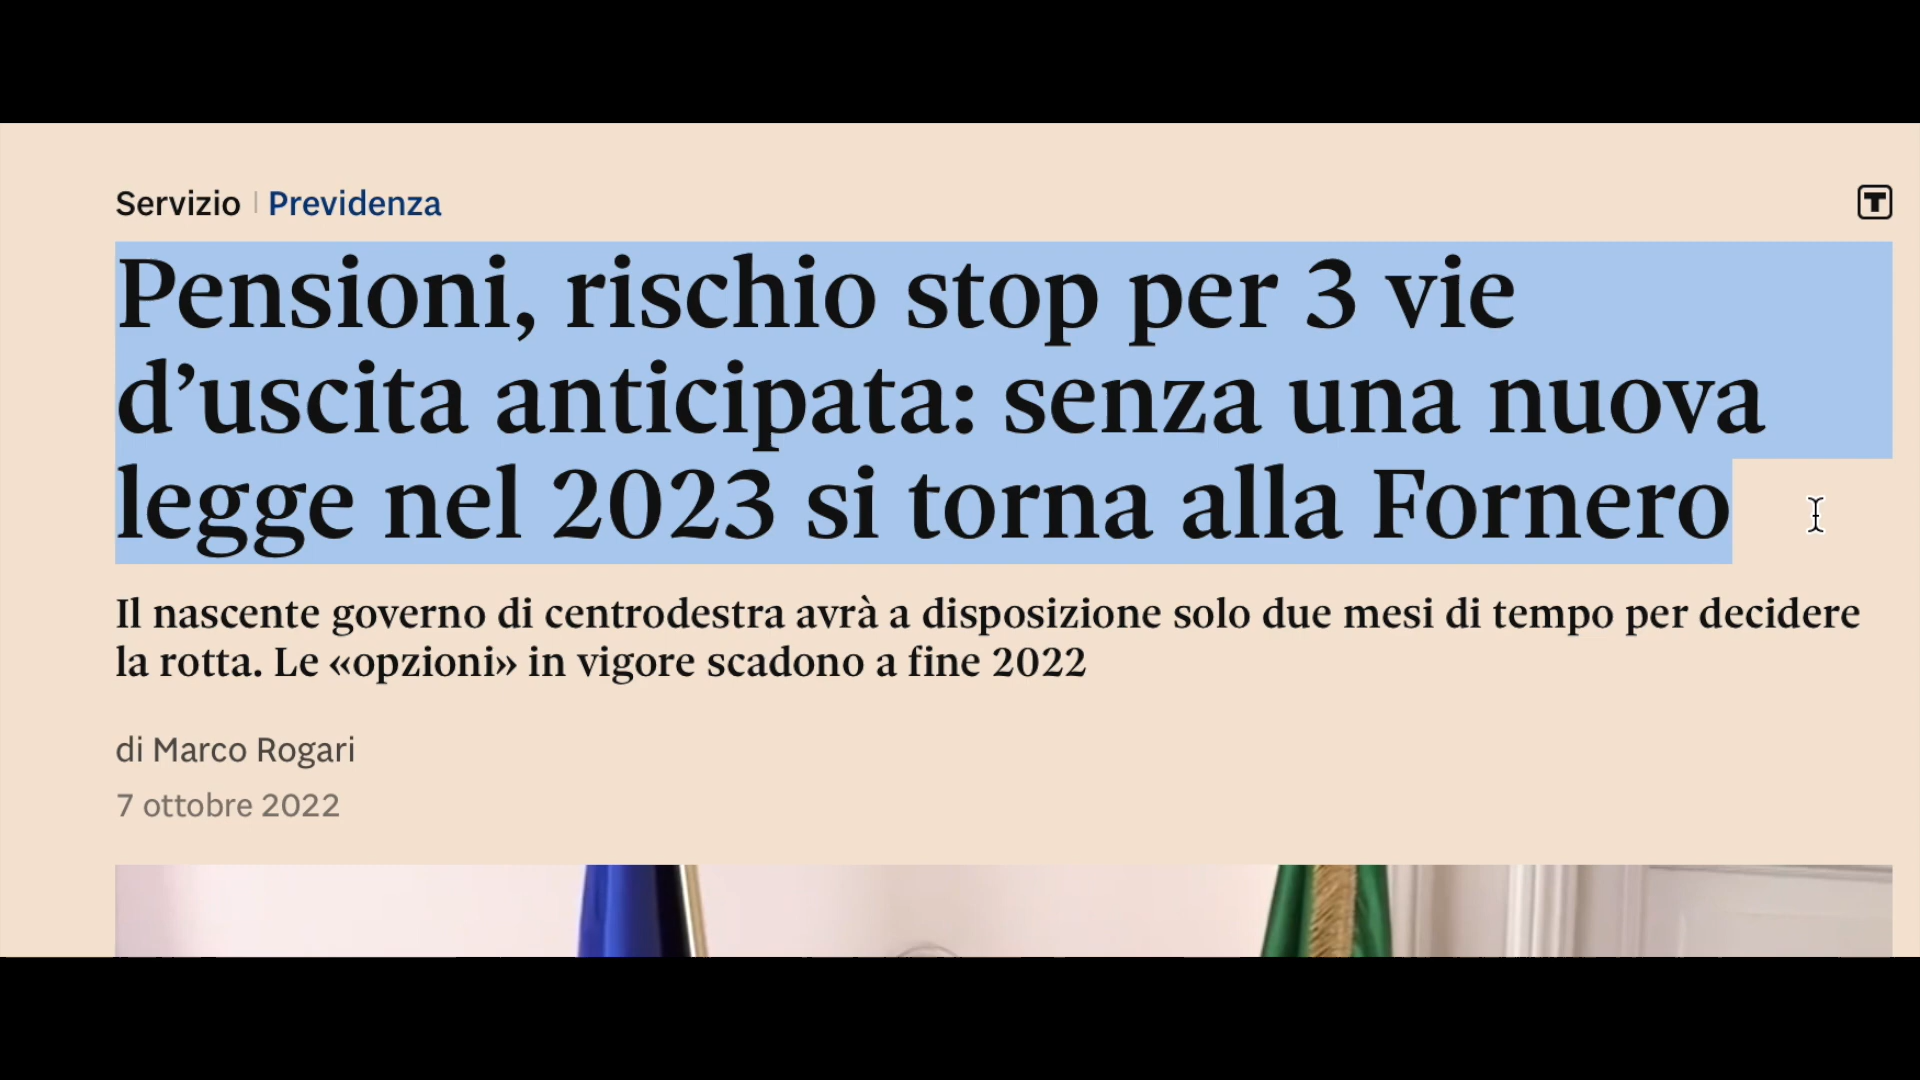 Servizio | Previdenza
T
Pensioni, rischio stop per 3 vie
d’uscita anticipata: senza una nuova
legge nel 2023 si torna alla Fornero
Il nascente governo di centrodestra avrà a disposizione solo due mesi di tempo per decidere
la rotta. Le «opzioni» in vigore scadono a fine 2022
di Marco Rogari
7 ottobre 2022